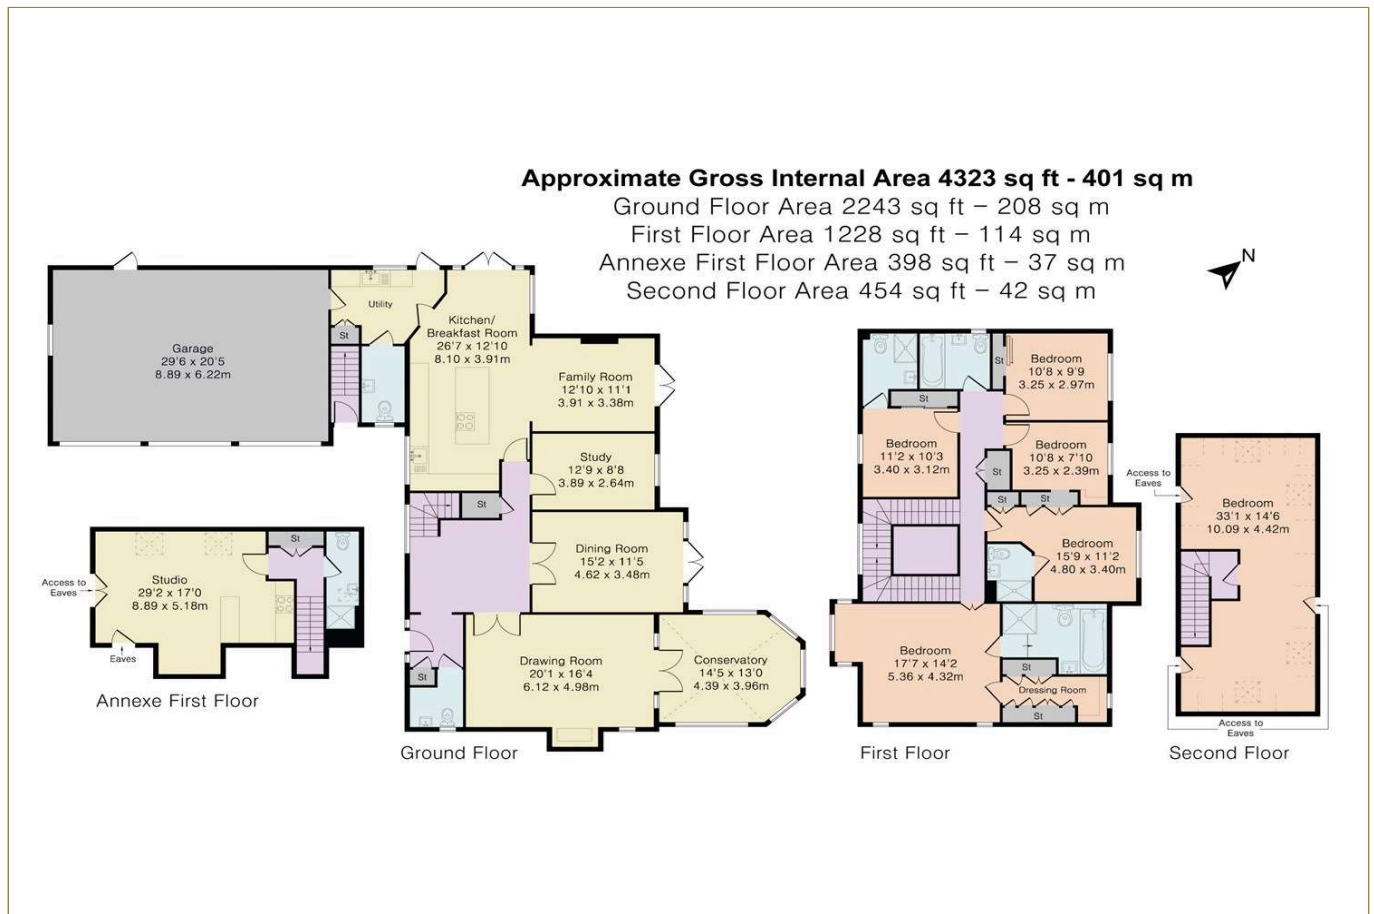 Approximate Gross Internal Area 4323 sq ft - 401 sq m
Ground Floor Area 2243 sq ft – 208 sq m
First Floor Area 1228 sq ft – 114 sq m
Annexe First Floor Area 398 sq ft – 37 sq m
Second Floor Area 454 sq ft – 42 sq m
N
Garage
29'6 x 20'5
8.89 x 6.22m
Utility
St
Kitchen/
Breakfast Room
26'7 x 12'10
8.10 x 3.91m
Family Room
12'10 x 11'1
3.91 x 3.38m
Study
12'9 x 8'8
3.89 x 2.64m
St
Dining Room
15'2 x 11'5
4.62 x 3.48m
Drawing Room
20'1 x 16'4
6.12 x 4.98m
Conservatory
14'5 x 13'0
4.39 x 3.96m
St
Ground Floor
St
Studio
29'2 x 17'0
8.89 x 5.18m
Access to
Eaves
Eaves
Annexe First Floor
St
Bedroom
10'8 x 9'9
3.25 x 2.97m
St
Bedroom
11'2 x 10'3
3.40 x 3.12m
Bedroom
10'8 x 7'10
3.25 x 2.39m
St
St
St
Bedroom
15'9 x 11'2
4.80 x 3.40m
Bedroom
17'7 x 14'2
5.36 x 4.32m
St
Dressing Room
St
First Floor
Access to
Eaves
Bedroom
33'1 x 14'6
10.09 x 4.42m
Access to
Eaves
Second Floor